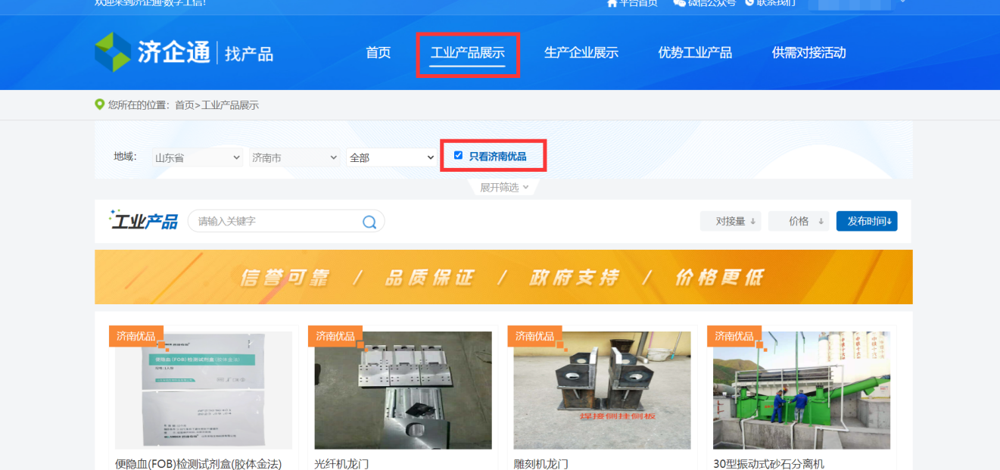 欢迎来到济企通·数字工信!
平台首页 微信公众号 联系我们
济企通 找产品
首页 工业产品展示 生产企业展示 优势工业产品 供需对接活动
您所在的位置: 首页>工业产品展示
地域: 山东省 济南市 全部 只看济南优品
展开筛选
工业产品 请输入关键字 对接量 价格 发布时间
信誉可靠 / 品质保证 / 政府支持 / 价格更低
济南优品 济南优品 济南优品 济南优品
便隐血(FOB)检测试剂盒(胶体金法)
焊接侧挂侧板
便隐血(FOB)检测试剂盒(胶体金法) 光纤机龙门 雕刻机龙门 30型振动式砂石分离机